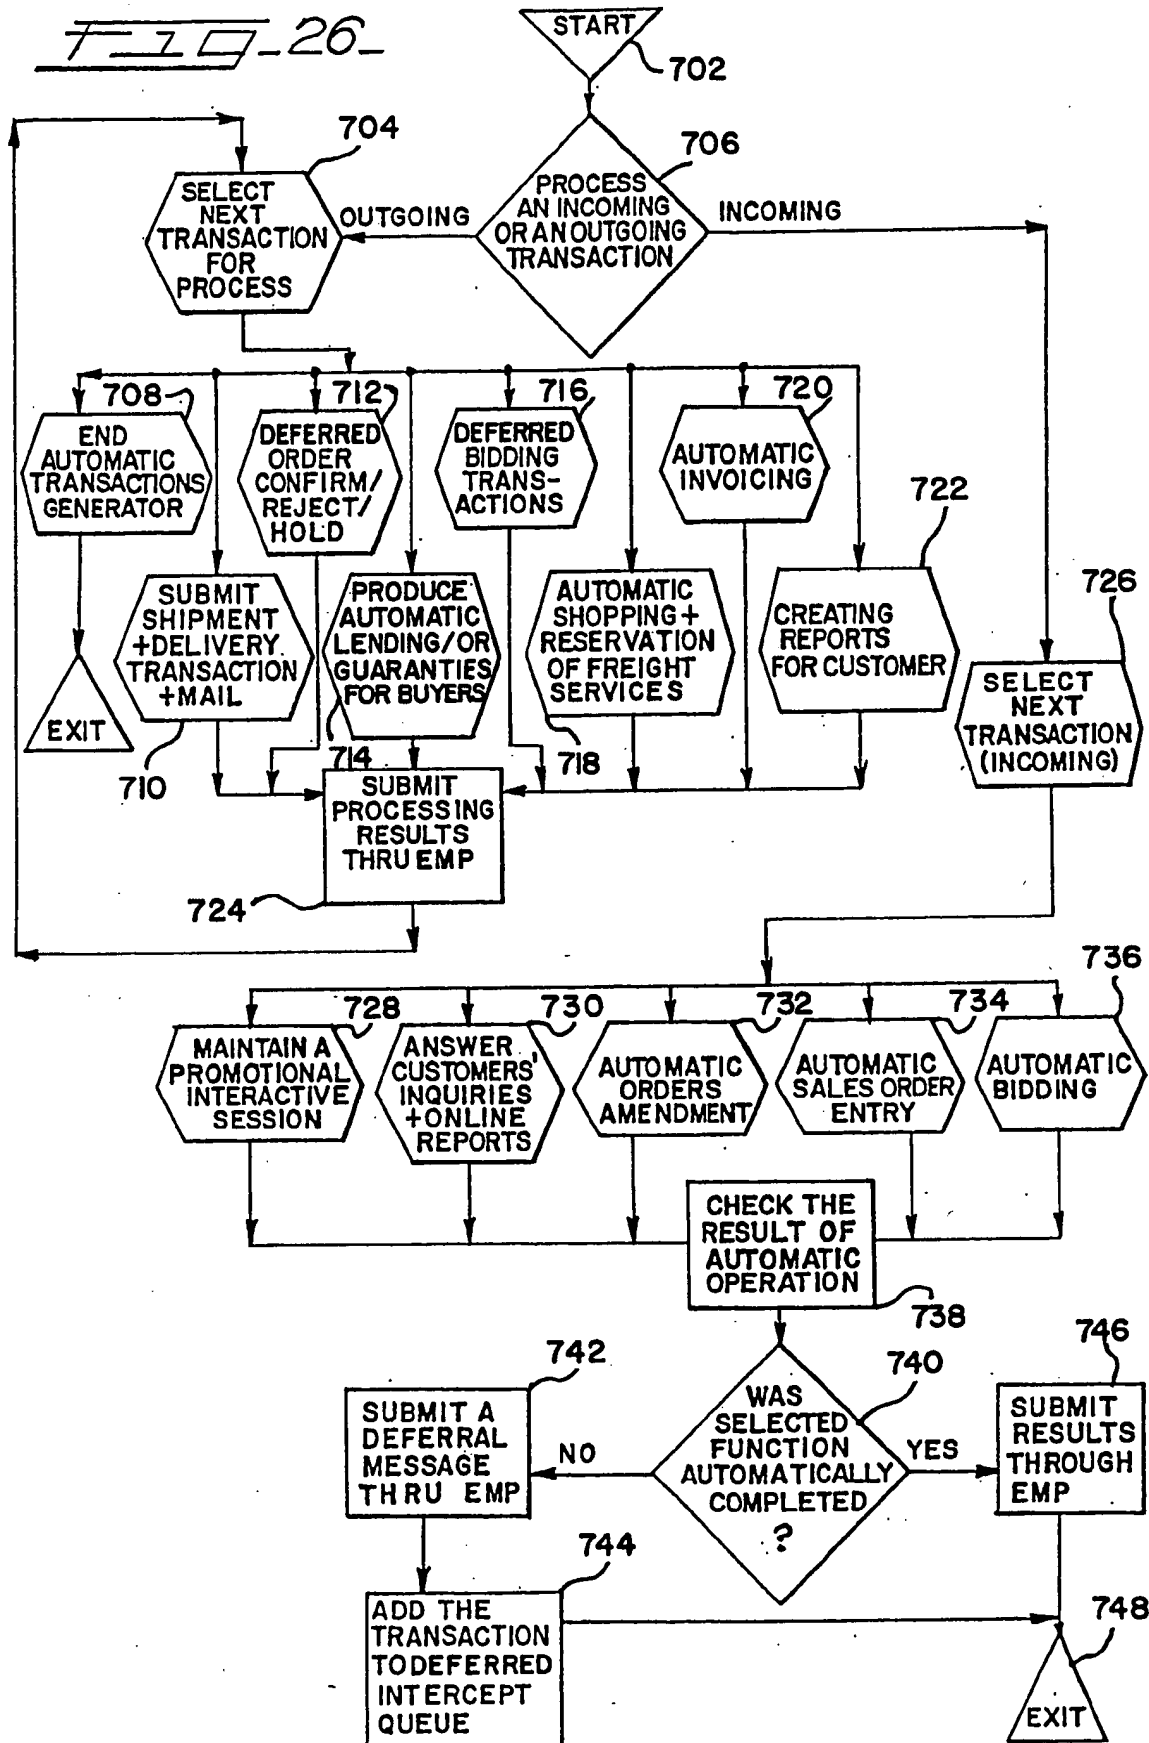 Fig_26_
START
702
704
706
SELECT
NEXT
TRANSACTION
FOR
PROCESS
OUTGOING
PROCESS
AN INCOMING
OR AN OUTGOING
TRANSACTION
INCOMING
708
END
AUTOMATIC
TRANSACTIONS
GENERATOR
712
DEFERRED
ORDER
CONFIRM/
REJECT/
HOLD
716
DEFERRED
BIDDING
TRANS-
ACTIONS
720
AUTOMATIC
INVOICING
722
EXIT
SUBMIT
SHIPMENT
+DELIVERY
TRANSACTION
+MAIL
710
PRODUCE
AUTOMATIC
LENDING/OR
GUARANTIES
FOR BUYERS
714
AUTOMATIC
SHOPPING+
RESERVATION
OF FREIGHT
SERVICES
718
CREATING
REPORTS
FOR CUSTOMER
726
SELECT
NEXT
TRANSACTION
(INCOMING)
SUBMIT
PROCESSING
RESULTS
THRU EMP
724
728
MAINTAIN A
PROMOTIONAL
INTERACTIVE
SESSION
730
ANSWER
CUSTOMERS'
INQUIRIES
+ONLINE
REPORTS
732
AUTOMATIC
ORDERS
AMENDMENT
734
AUTOMATIC
SALES ORDER
ENTRY
736
AUTOMATIC
BIDDING
CHECK THE
RESULT OF
AUTOMATIC
OPERATION
738
740
WAS
SELECTED
FUNCTION
AUTOMATICALLY
COMPLETED
?
NO
YES
742
SUBMIT A
DEFERRAL
MESSAGE
THRU EMP
746
SUBMIT
RESULTS
THROUGH
EMP
744
ADD THE
TRANSACTION
TO DEFERRED
INTERCEPT
QUEUE
748
EXIT